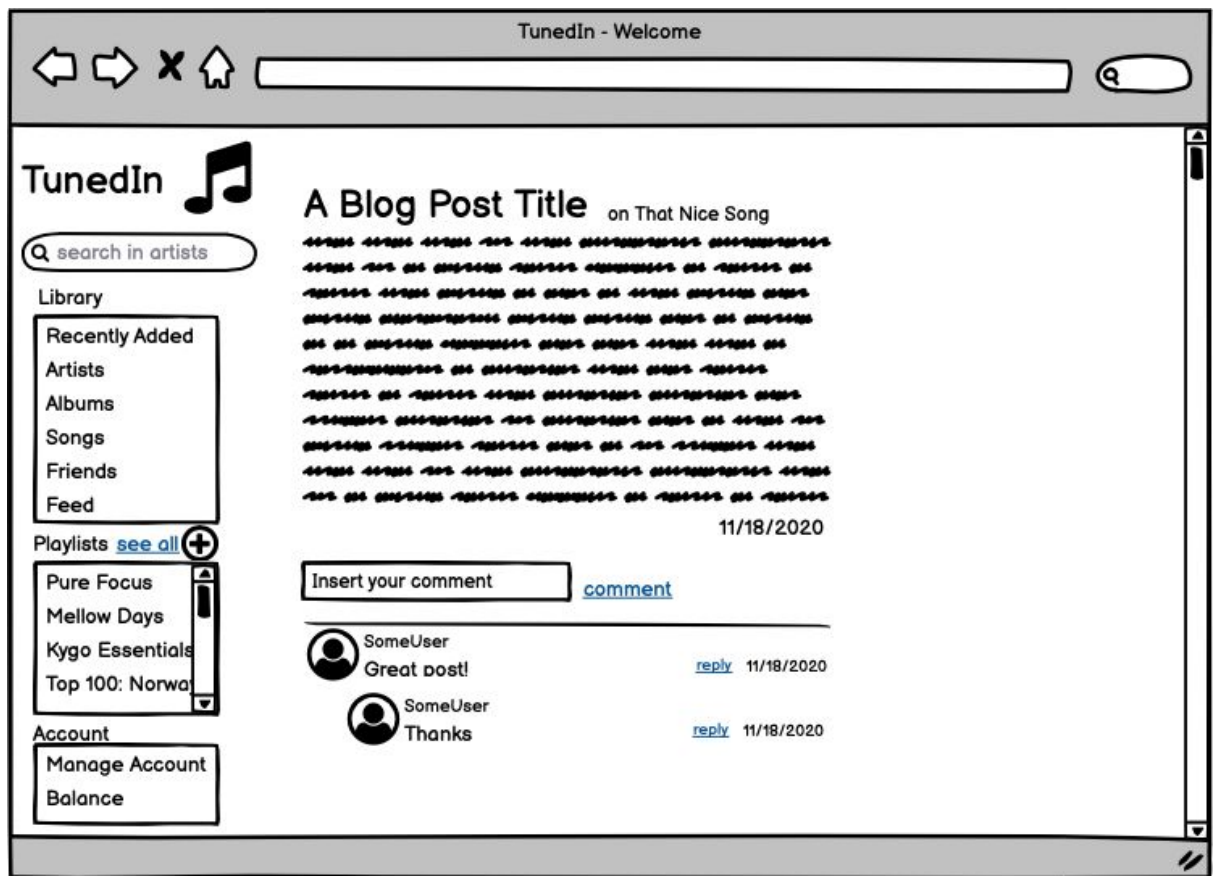 TunedIn - Welcome
TunedIn
search in artists
Library
Recently Added
Artists
Albums
Songs
Friends
Feed
Playlists see all
Pure Focus
Mellow Days
Kygo Essentials
Top 100: Norway
Account
Manage Account
Balance
A Blog Post Title on That Nice Song
11/18/2020
Insert your comment comment
SomeUser
Great post! reply 11/18/2020
SomeUser
Thanks reply 11/18/2020